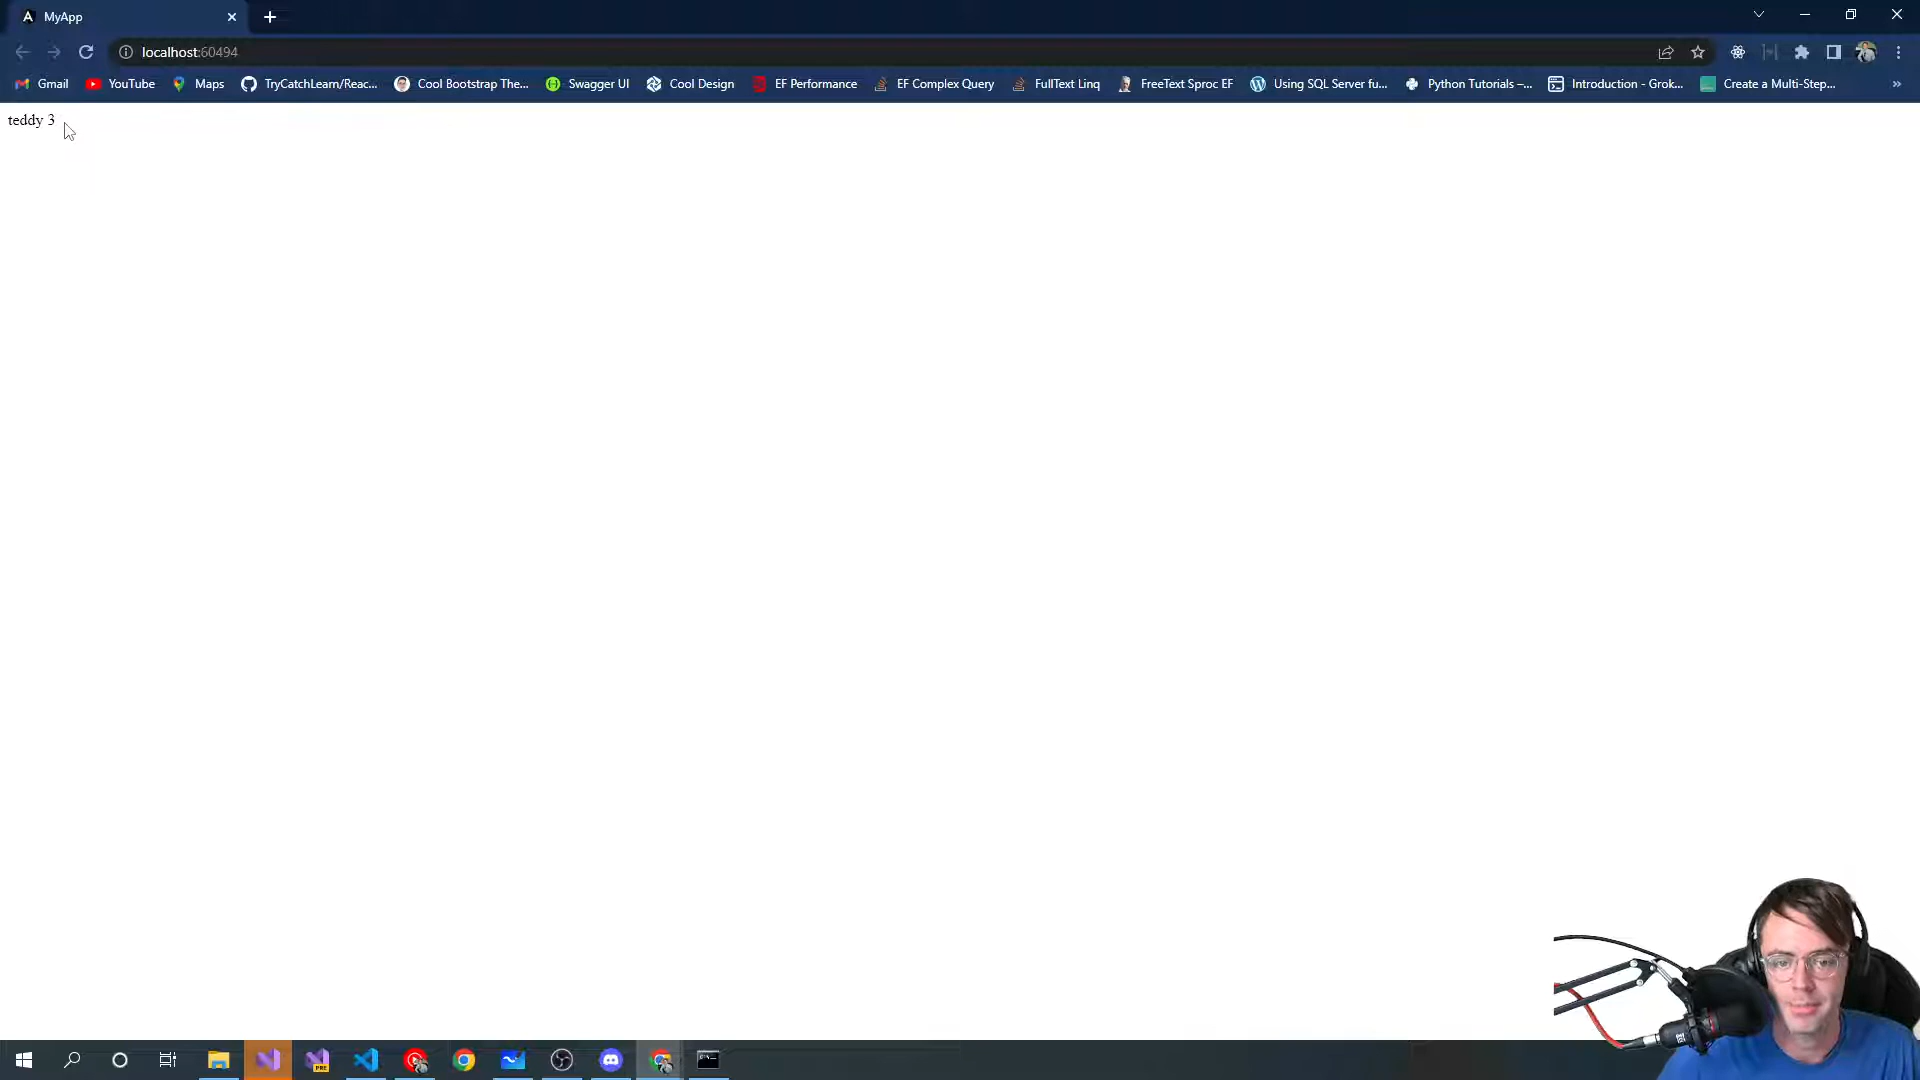 MyApp
localhost:60494
Gmail YouTube Maps TryCatchLearn/Reac... Cool Bootstrap The... Swagger UI Cool Design EF Performance EF Complex Query FullText Linq FreeText Sproc EF Using SQL Server fu... Python Tutorials –... Introduction - Grok... Create a Multi-Step... »
teddy 3
PRE